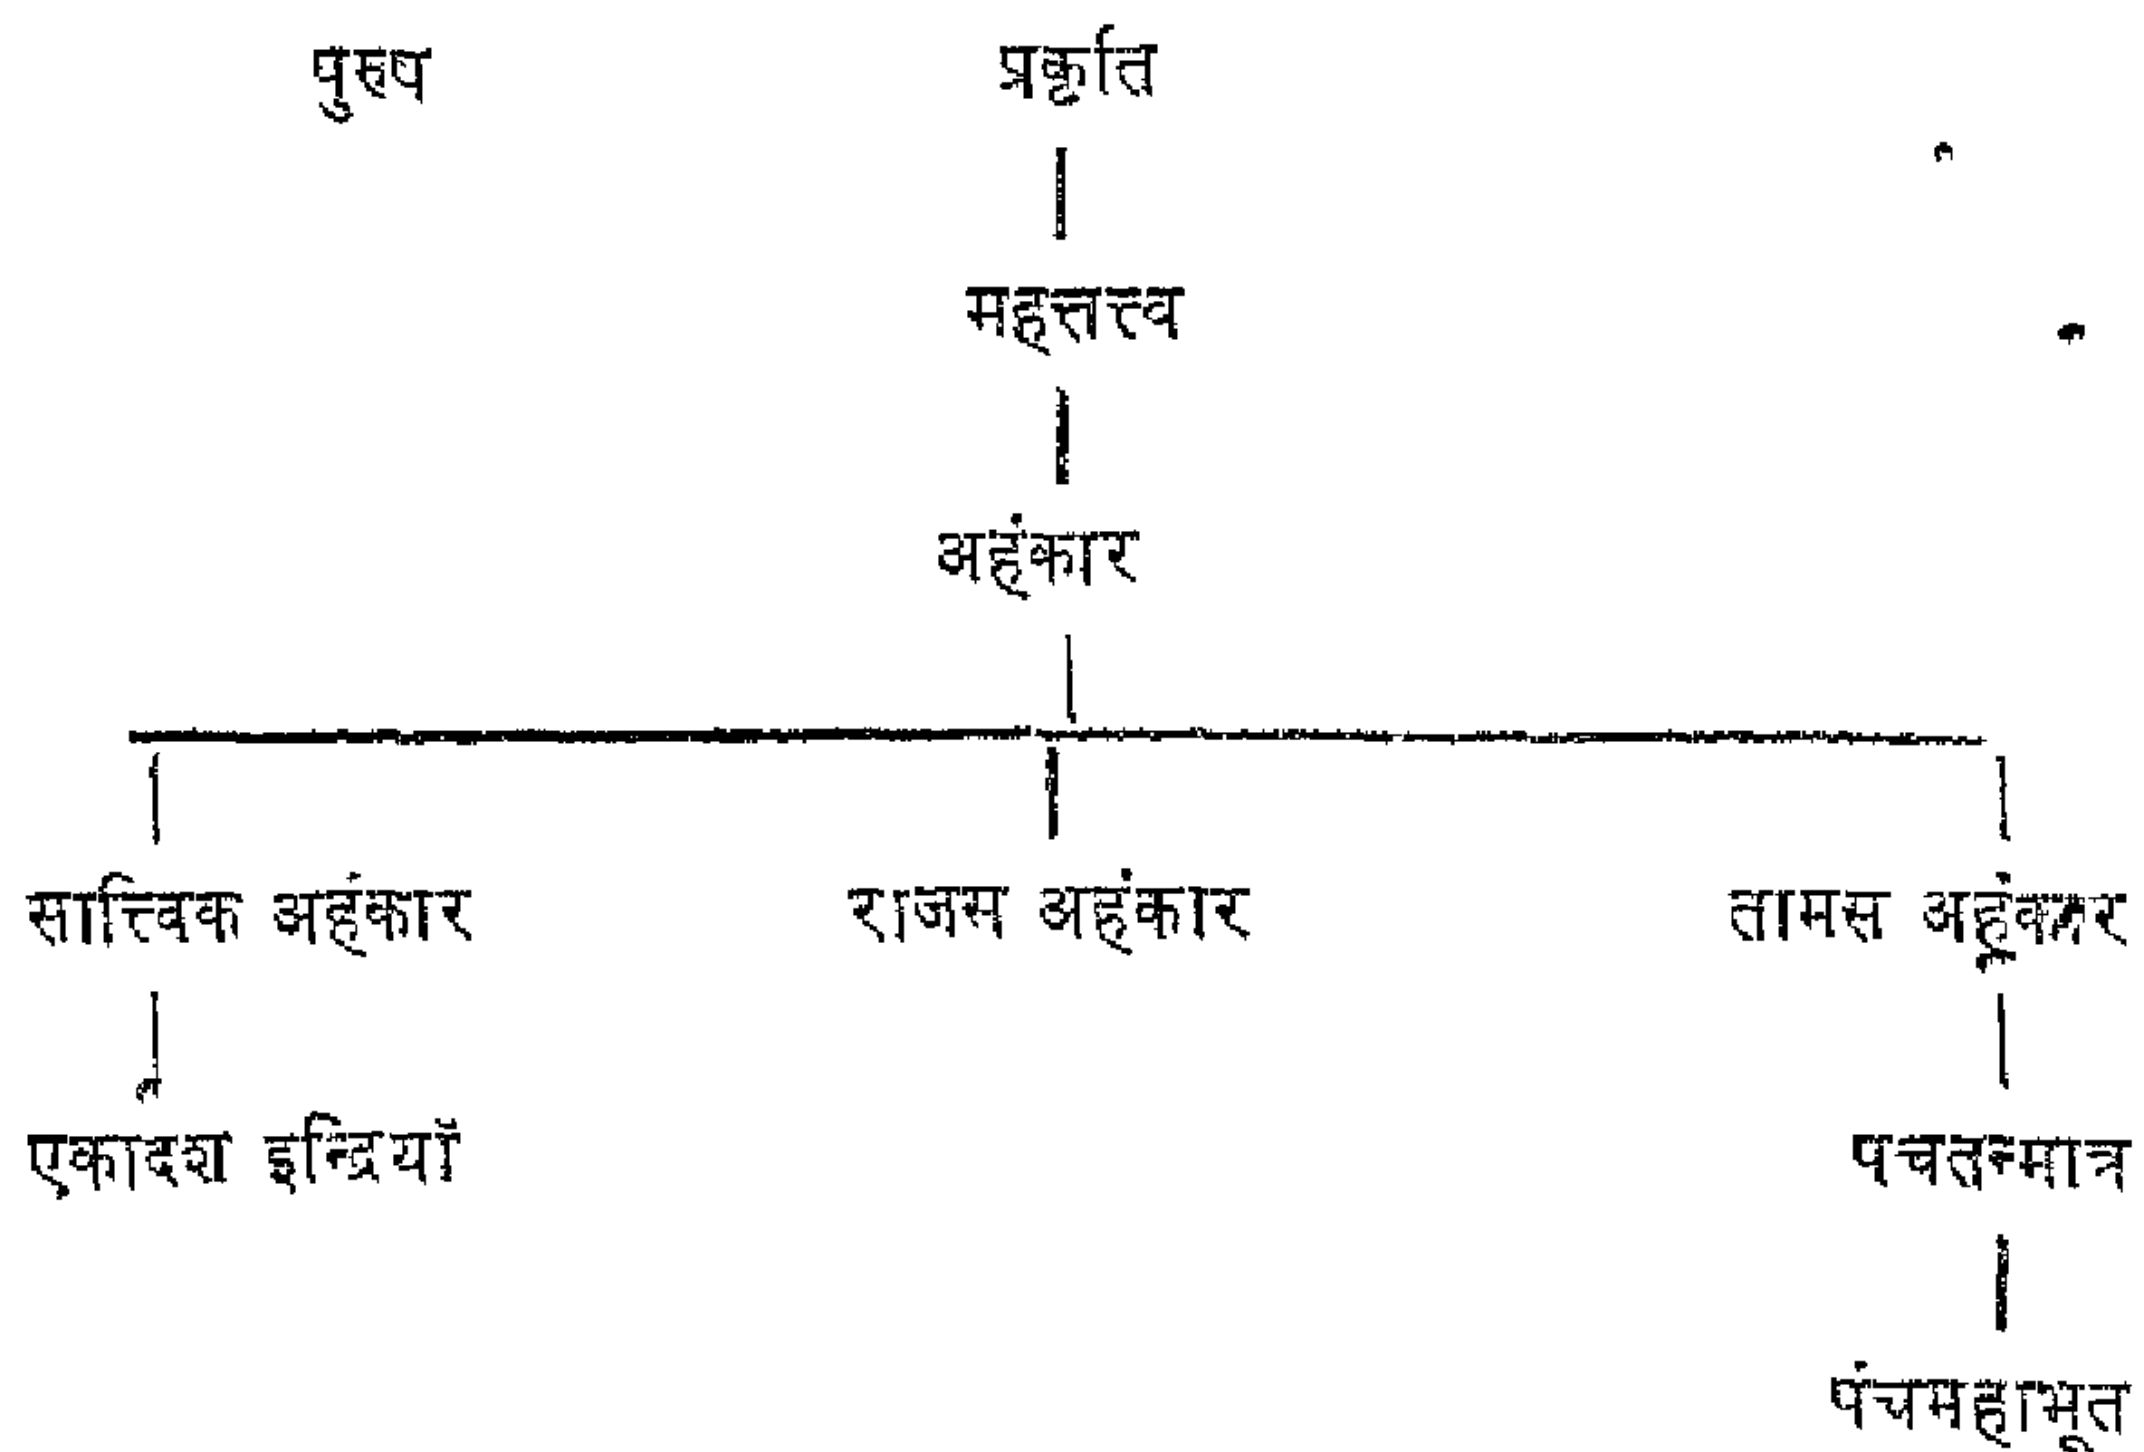 पुरुष प्रकृति
महत्तत्त्व
अहंकार
सात्त्विक अहंकार राजस अहंकार तामस अहंकार
एकादश इन्द्रियाँ पचतन्मात्र
पंचमहाभूत